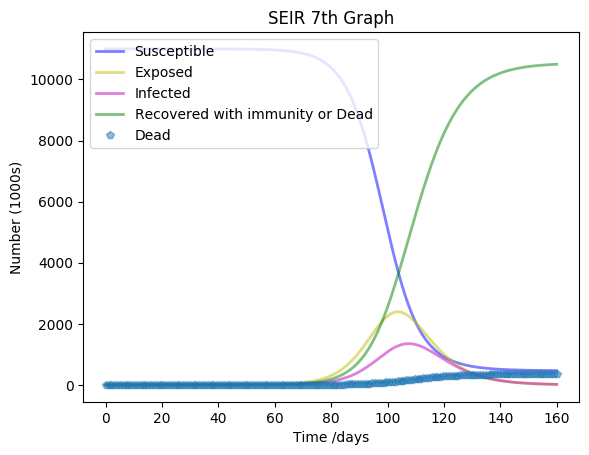 SEIR 7th Graph
Susceptible
Exposed
Infected
Recovered with immunity or Dead
Dead
Number (1000s)
10000
8000
6000
4000
2000
0
0 20 40 60 80 100 120 140 160
Time /days